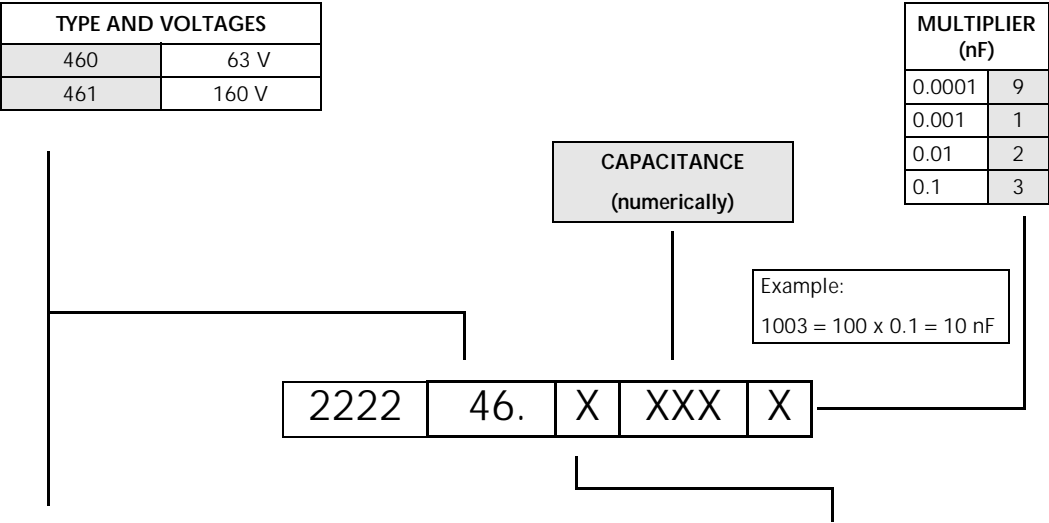 TYPE AND VOLTAGES
460 63 V
461 160 V
MULTIPLIER
(nF)
0.0001 9
0.001 1
0.01 2
0.1 3
CAPACITANCE
(numerically)
Example:
1003 = 100 x 0.1 = 10 nF
2222 46. X XXX X